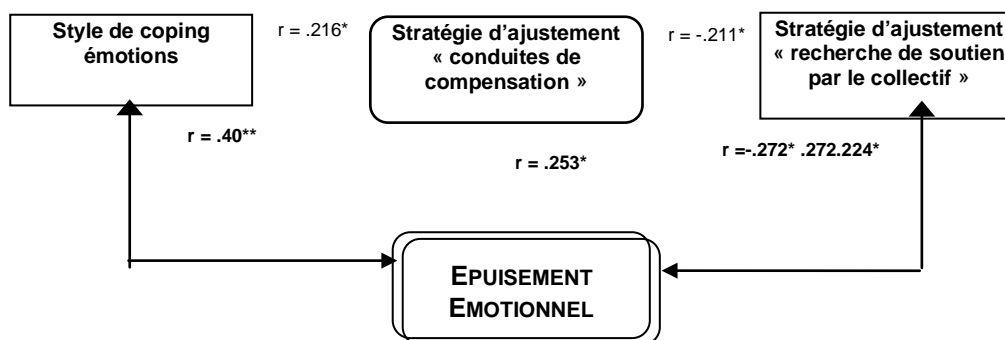 Style de coping
émotions
r = .216*
Stratégie d’ajustement
« conduites de
compensation »
r = -.211*
Stratégie d’ajustement
« recherche de soutien
par le collectif »
r = .40**
r = .253*
r =-.272* .272.224*
EPUISEMENT
EMOTIONNEL